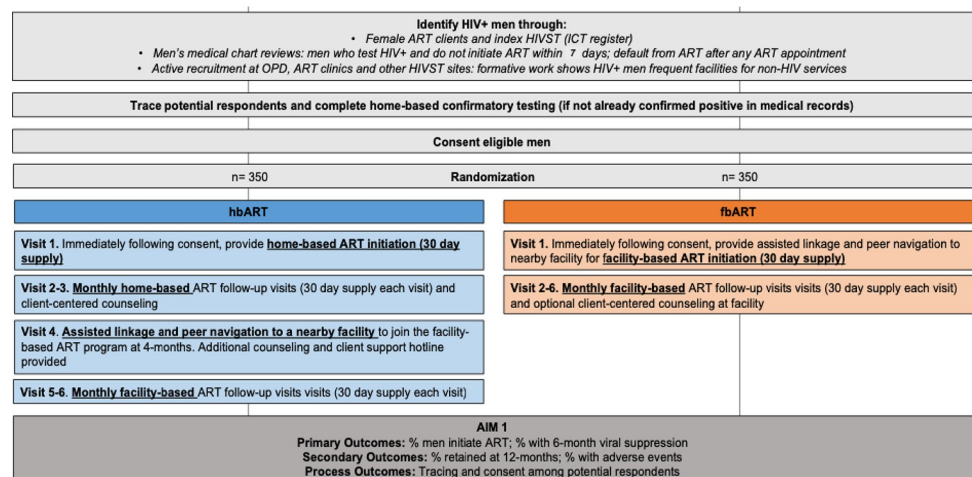 Identify HIV+ men through:
• Female ART clients and index HIVST (ICT register)
• Men's medical chart reviews: men who test HIV+ and do not initiate ART within 7 days; default from ART after any ART appointment
• Active recruitment at OPD, ART clinics and other HIVST sites: formative work shows HIV+ men frequent facilities for non-HIV services
Trace potential respondents and complete home-based confirmatory testing (if not already confirmed positive in medical records)
Consent eligible men
n= 350 Randomization n= 350
hbART
Visit 1. Immediately following consent, provide home-based ART initiation (30 day
supply)
Visit 2-3. Monthly home-based ART follow-up visits (30 day supply each visit) and
client-centered counseling
Visit 4. Assisted linkage and peer navigation to a nearby facility to join the facility-
based ART program at 4-months. Additional counseling and client support hotline
provided
Visit 5-6. Monthly facility-based ART follow-up visits visits (30 day supply each visit)
fbART
Visit 1. Immediately following consent, provide assisted linkage and peer navigation to
nearby facility for facility-based ART initiation (30 day supply)
Visit 2-6. Monthly facility-based ART follow-up visits visits (30 day supply each visit)
and optional client-centered counseling at facility
AIM 1
Primary Outcomes: % men initiate ART; % with 6-month viral suppression
Secondary Outcomes: % retained at 12-months; % with adverse events
Process Outcomes: Tracing and consent among potential respondents